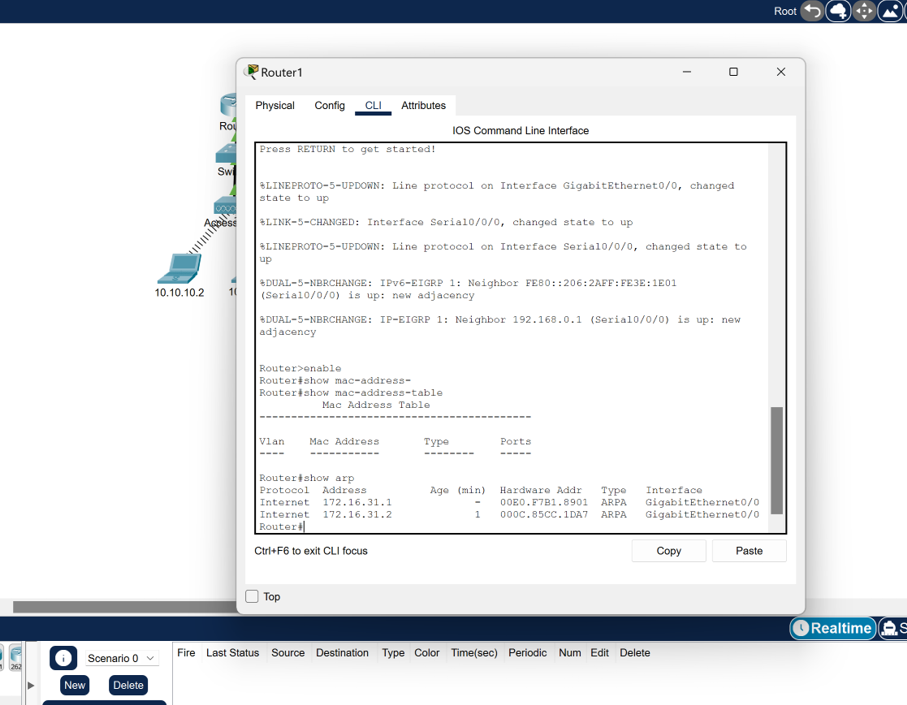 Root
Router1
Physical Config CLI Attributes
IOS Command Line Interface
Press RETURN to get started!
%LINEPROTO-5-UPDOWN: Line protocol on Interface GigabitEthernet0/0, changed
state to up
%LINK-5-CHANGED: Interface Serial0/0/0, changed state to up
%LINEPROTO-5-UPDOWN: Line protocol on Interface Serial0/0/0, changed state to
up
%DUAL-5-NBRCHANGE: IPv6-EIGRP 1: Neighbor FE80::206:2AFF:FE3E:1E01
(Serial0/0/0) is up: new adjacency
%DUAL-5-NBRCHANGE: IP-EIGRP 1: Neighbor 192.168.0.1 (Serial0/0/0) is up: new
adjacency
Router>enable
Router#show mac-address-
Router#show mac-address-table
Mac Address Table
-------------------------------------------
Vlan Mac Address Type Ports
---- ----------- -------- -----
Router#show arp
Protocol Address Age (min) Hardware Addr Type Interface
Internet 172.16.31.1 - 00E0.F7B1.8901 ARPA GigabitEthernet0/0
Internet 172.16.31.2 1 000C.85CC.1DA7 ARPA GigabitEthernet0/0
Router#
Ctrl+F6 to exit CLI focus
Copy Paste
Top
Rou
Swi
Access
10.10.10.2
10
Realtime
S
Scenario 0
New Delete
Fire Last Status Source Destination Type Color Time(sec) Periodic Num Edit Delete
262